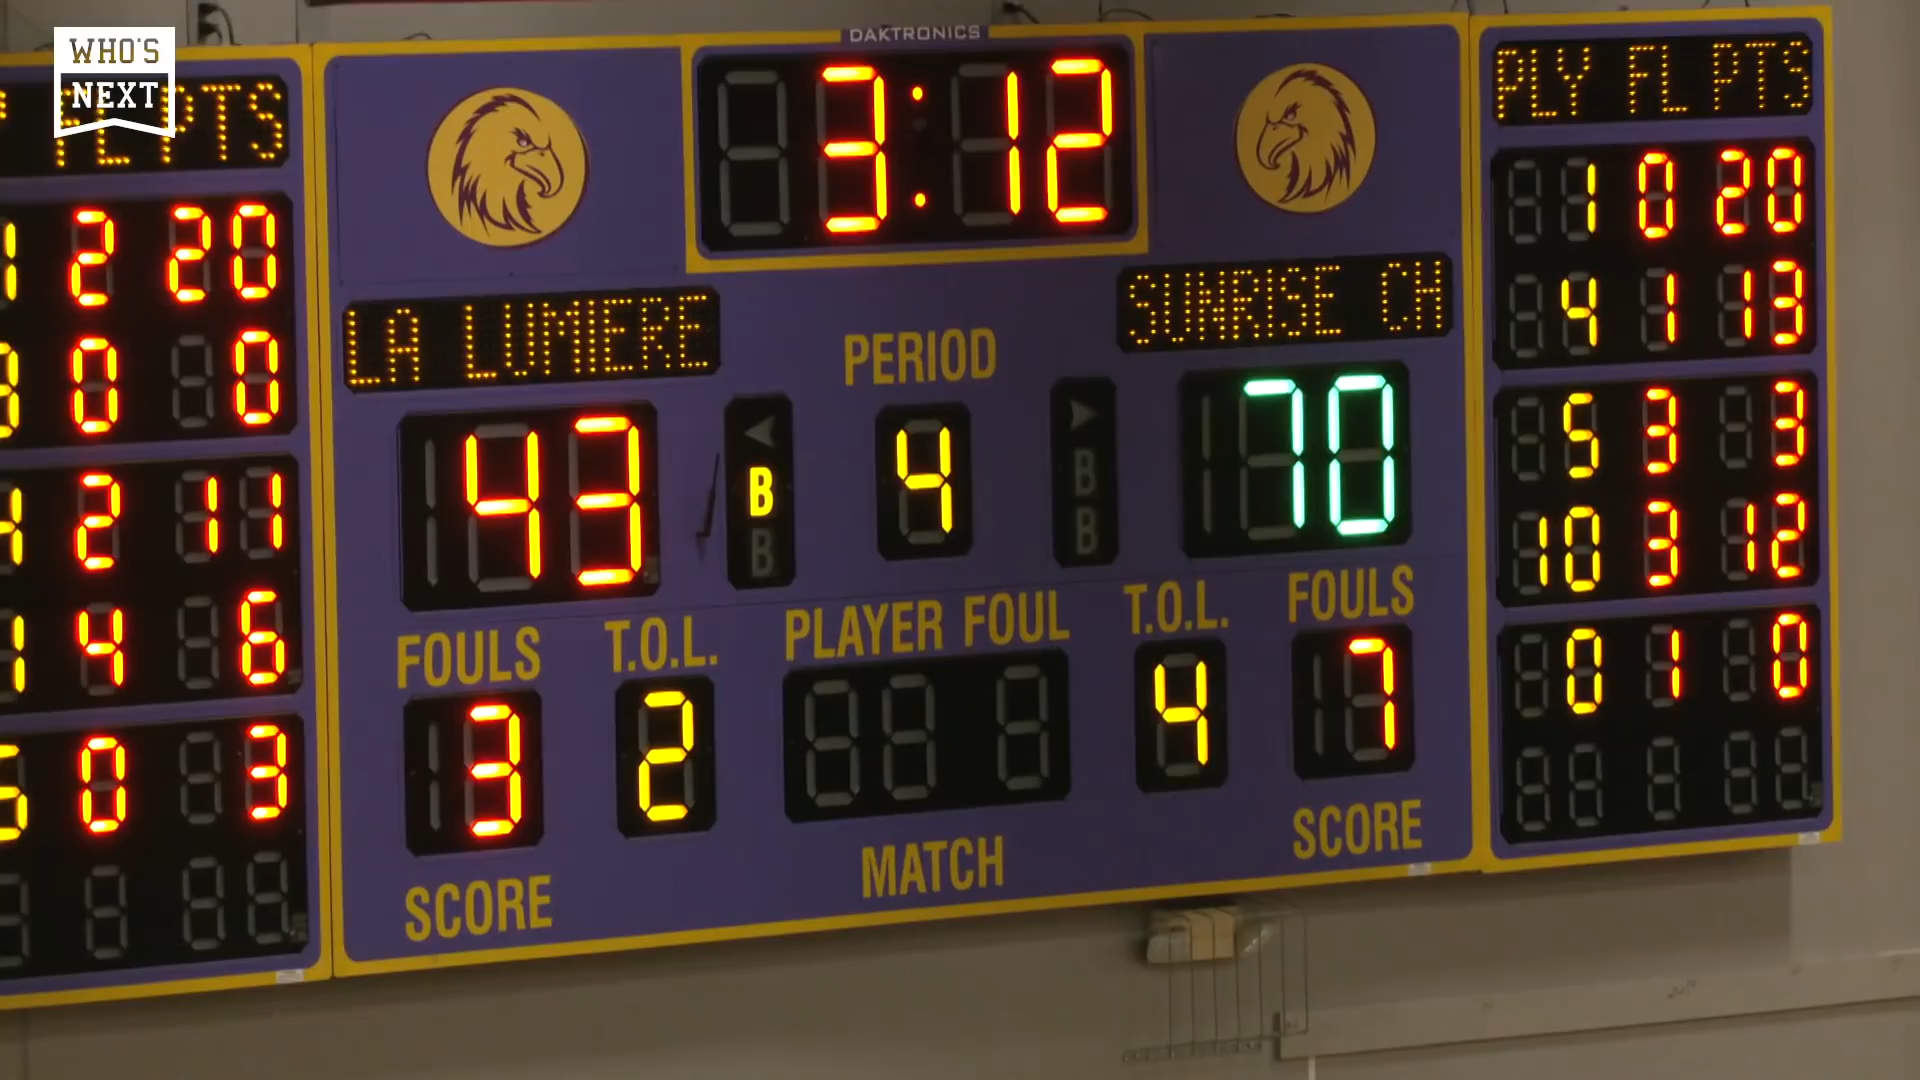 WHO'S
NEXT
DAKTRONICS
3:12
FL PTS
2 20
0 0
2 11
4 6
0 3
LA LUMIERE
43
PERIOD
4
B
B
B
B
SUNRISE CH
70
FOULS
3
T.O.L.
2
PLAYER FOUL
T.O.L.
4
FOULS
7
SCORE
MATCH
SCORE
PLY FL PTS
1 0 20
4 1 13
5 3 3
10 3 12
0 1 0